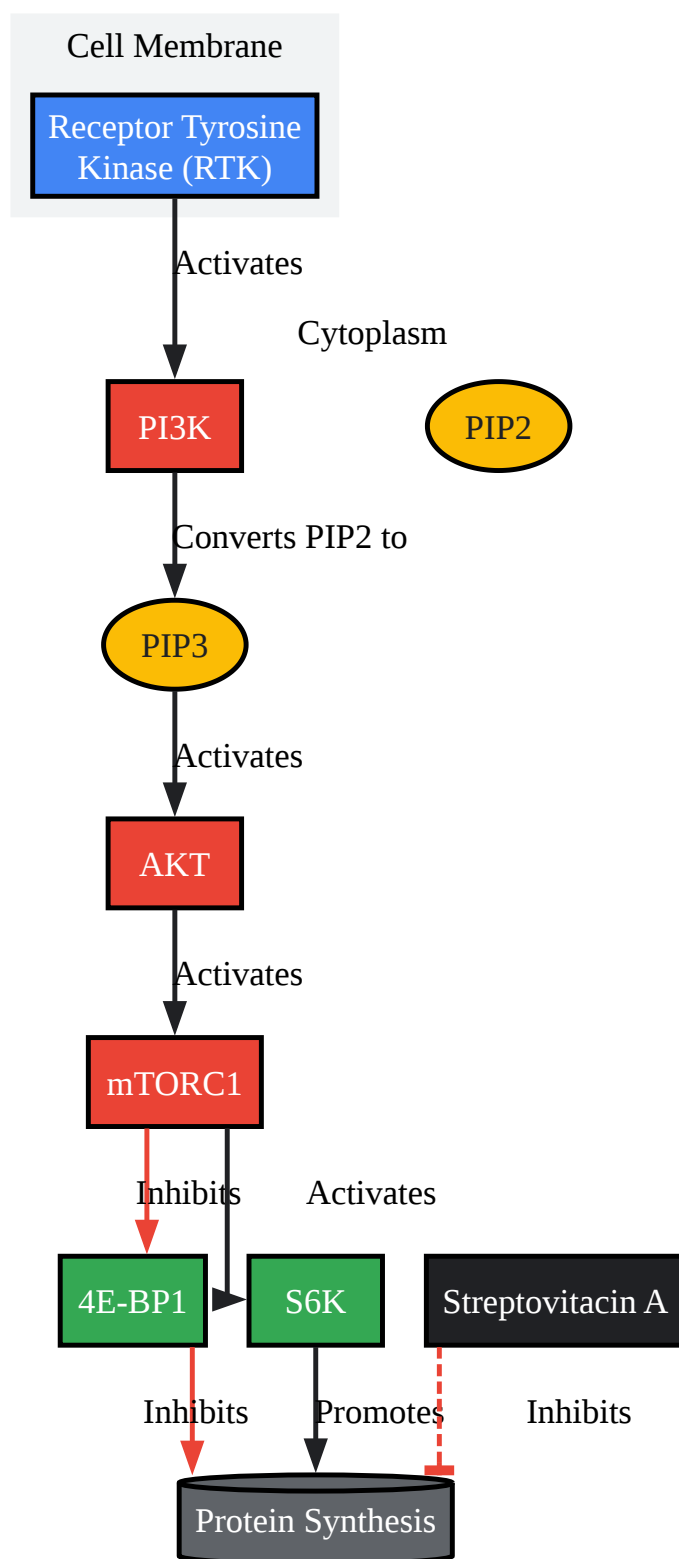 Cell Membrane
Receptor Tyrosine
Kinase (RTK)
Activates
Cytoplasm
PI3K
PIP2
Converts PIP2 to
PIP3
Activates
AKT
Activates
mTORC1
Inhibits
Activates
4E-BP1
S6K
Streptovitacin A
Inhibits
Promotes
Inhibits
Protein Synthesis